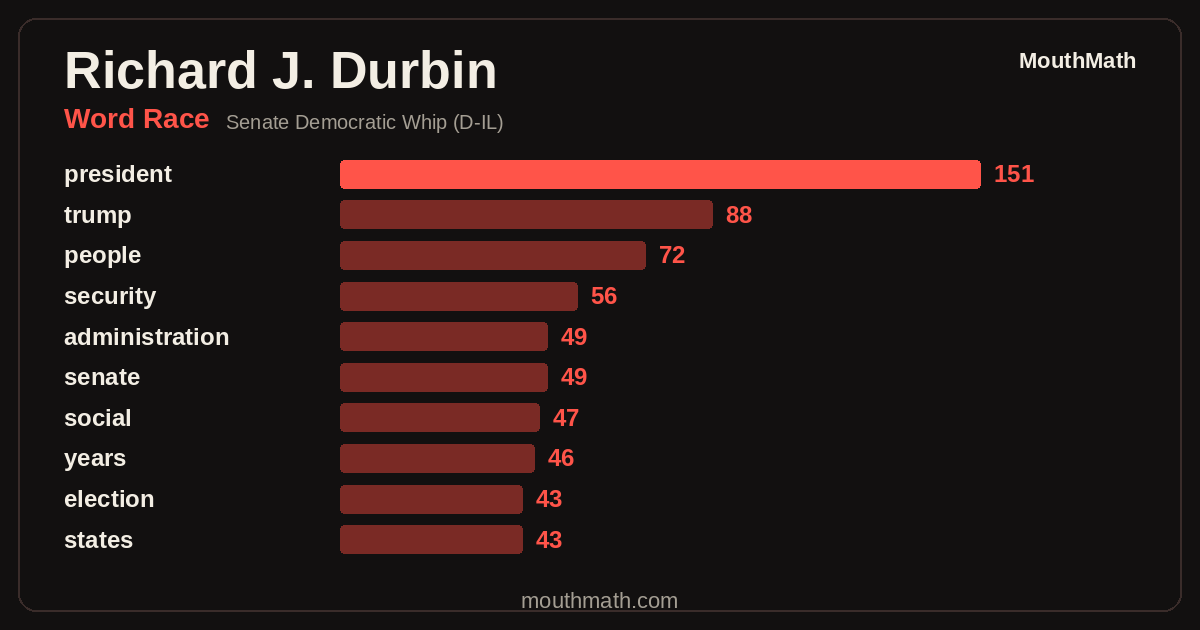 Richard J. Durbin
MouthMath
Word Race Senate Democratic Whip (D-IL)
president 151
trump 88
people 72
security 56
administration 49
senate 49
social 47
years 46
election 43
states 43
mouthmath.com